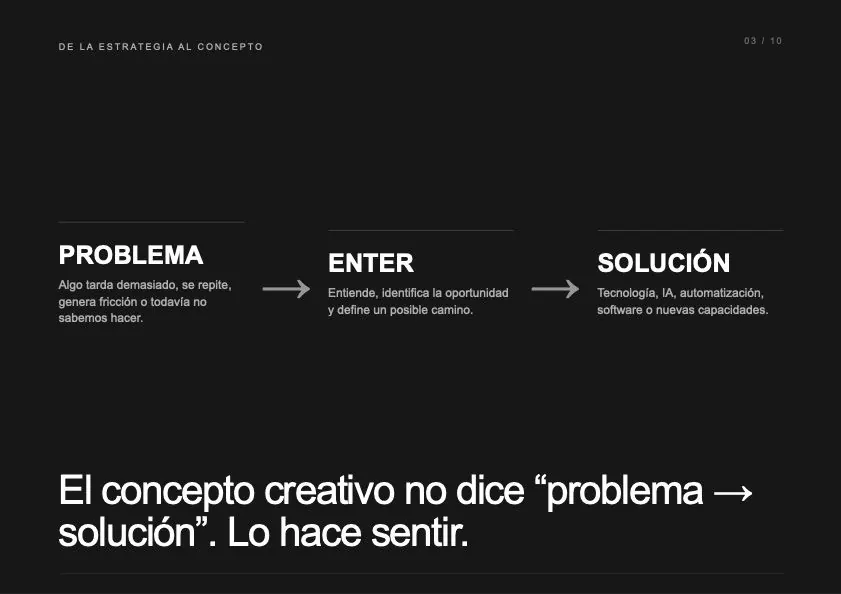 DE LA ESTRATEGIA AL CONCEPTO
03 / 10
PROBLEMA
Algo tarda demasiado, se repite,
genera fricción o todavía no
sabemos hacer.
→
ENTER
Entiende, identifica la oportunidad
y define un posible camino.
→
SOLUCIÓN
Tecnología, IA, automatización,
software o nuevas capacidades.
El concepto creativo no dice “problema →
solución”. Lo hace sentir.